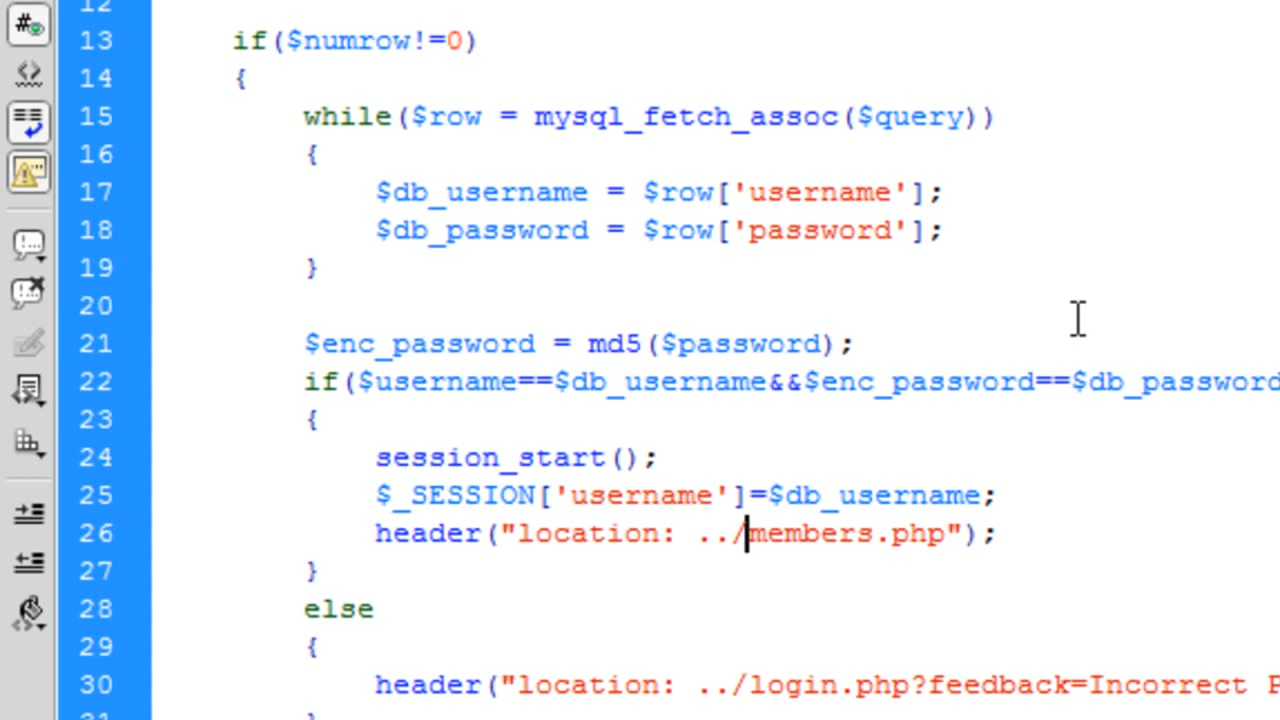 12
13 if($numrow!=0)
14 {
15 while($row = mysql_fetch_assoc($query))
16 {
17 $db_username = $row['username'];
18 $db_password = $row['password'];
19 }
20
21 $enc_password = md5($password);
22 if($username==$db_username&&$enc_password==$db_password
23 {
24 session_start();
25 $_SESSION['username']=$db_username;
26 header("location: ../members.php");
27 }
28 else
29 {
30 header("location: ../login.php?feedback=Incorrect
31 }